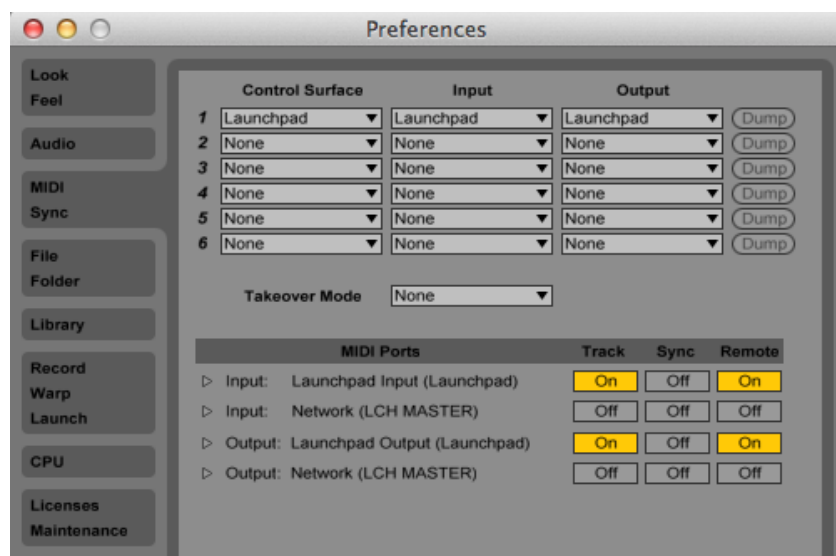 Preferences
Look
Feel
Audio
MIDI
Sync
File
Folder
Library
Record
Warp
Launch
CPU
Licenses
Maintenance
Control Surface Input Output
1 Launchpad Launchpad Launchpad Dump
2 None None None Dump
3 None None None Dump
4 None None None Dump
5 None None None Dump
6 None None None Dump
Takeover Mode None
MIDI Ports Track Sync Remote
Input: Launchpad Input (Launchpad) On Off On
Input: Network (LCH MASTER) Off Off Off
Output: Launchpad Output (Launchpad) On Off On
Output: Network (LCH MASTER) Off Off Off